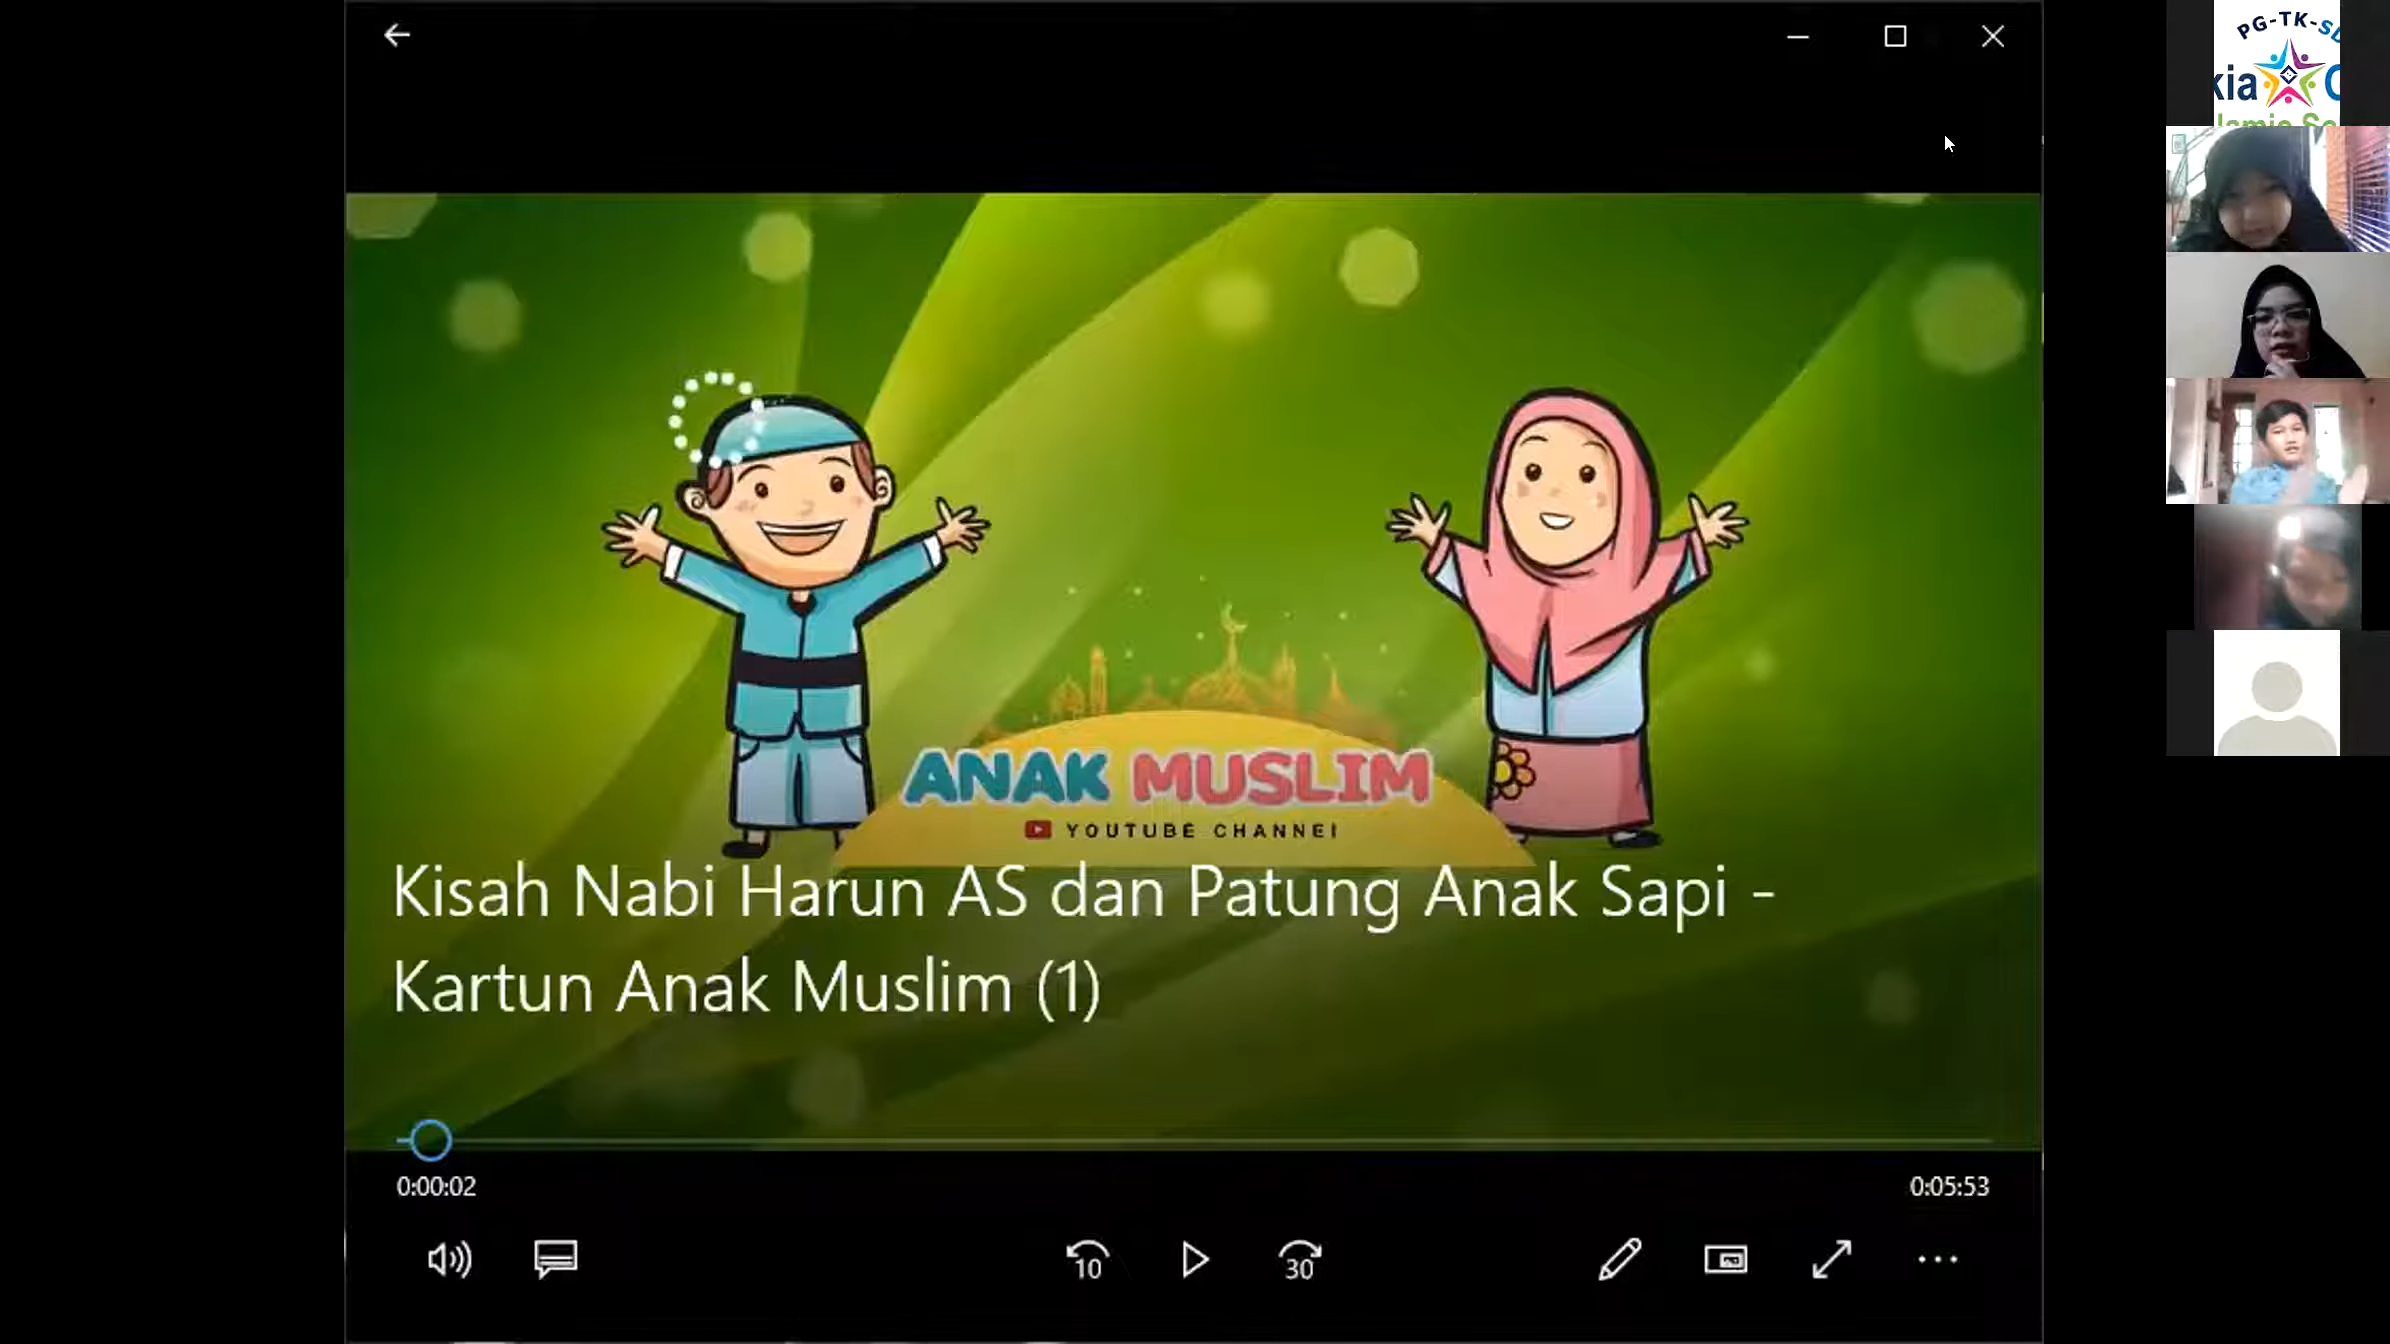 PG-TK-S
kia
ANAK MUSLIM
YOUTUBE CHANNEL
Kisah Nabi Harun AS dan Patung Anak Sapi -
Kartun Anak Muslim (1)
0:00:02
0:05:53
10
30